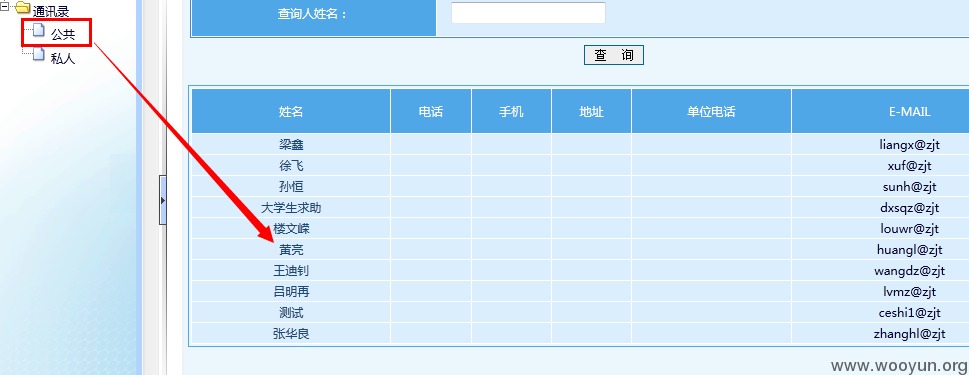 通讯录
公共
私人
查询人姓名：
查 询
姓名 电话 手机 地址 单位电话 E-MAIL
梁鑫 liangx@zjt
徐飞 xuf@zjt
孙恒 sunh@zjt
大学生求助 dxsqz@zjt
楼文嵘 louwr@zjt
黄亮 huangl@zjt
王迪钊 wangdz@zjt
吕明再 lvmz@zjt
测试 ceshi1@zjt
张华良 zhanghl@zjt
www.wooyun.org